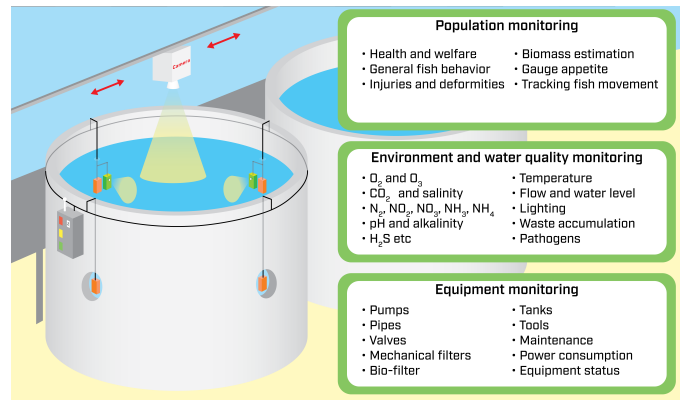 Camera
Population monitoring
• Health and welfare
• General fish behavior
• Injuries and deformities
• Biomass estimation
• Gauge appetite
• Tracking fish movement
Environment and water quality monitoring
• O₂ and O₃
• CO₂ and salinity
• N₂, NO₂, NO₃, NH₃, NH₄
• pH and alkalinity
• H₂S etc
• Temperature
• Flow and water level
• Lighting
• Waste accumulation
• Pathogens
Equipment monitoring
• Pumps
• Pipes
• Valves
• Mechanical filters
• Bio-filter
• Tanks
• Tools
• Maintenance
• Power consumption
• Equipment status